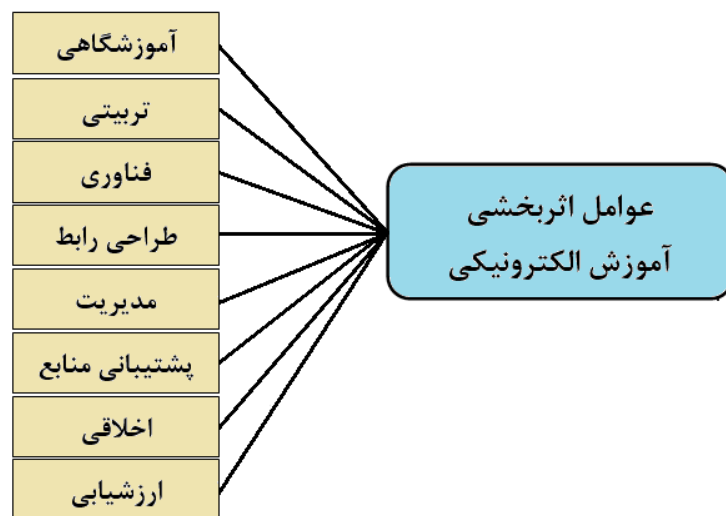 عوامل اثربخشی
آموزش الکترونیکی
آموزشگاهی
تربیتی
فناوری
طراحی رابط
مدیریت
پشتیبانی منابع
اخلاقی
ارزشیابی